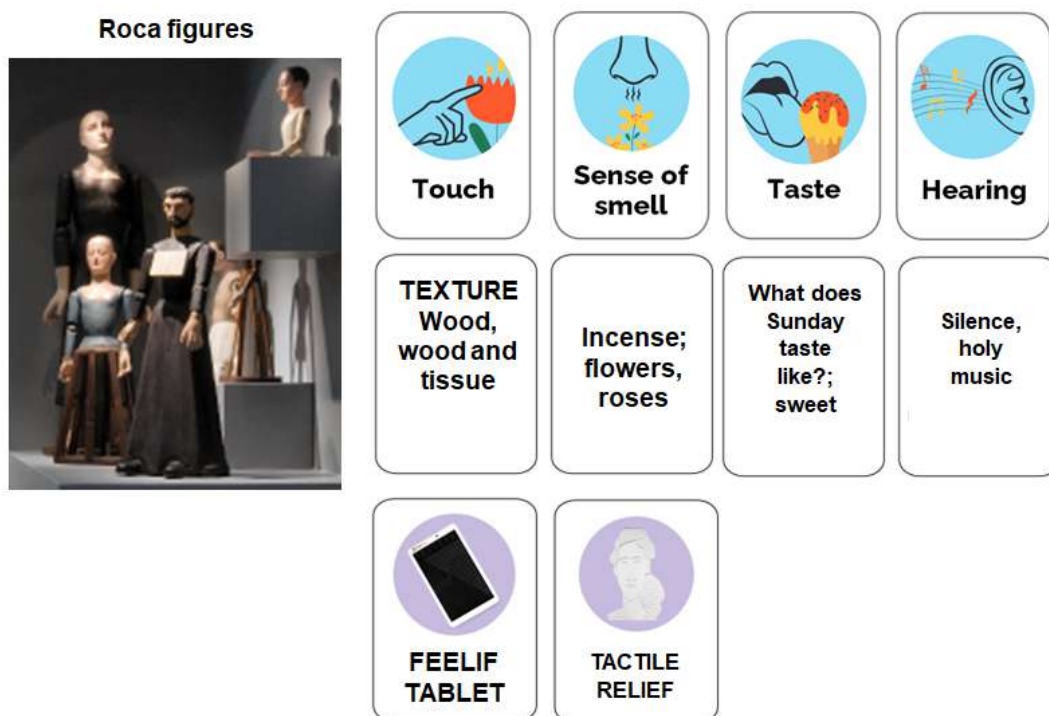 Roca figures
Touch
Sense of
smell
Taste
Hearing
TEXTURE
Wood,
wood and
tissue
Incense;
flowers,
roses
What does
Sunday
taste
like?;
sweet
Silence,
holy
music
FEELIF
TABLET
TACTILE
RELIEF